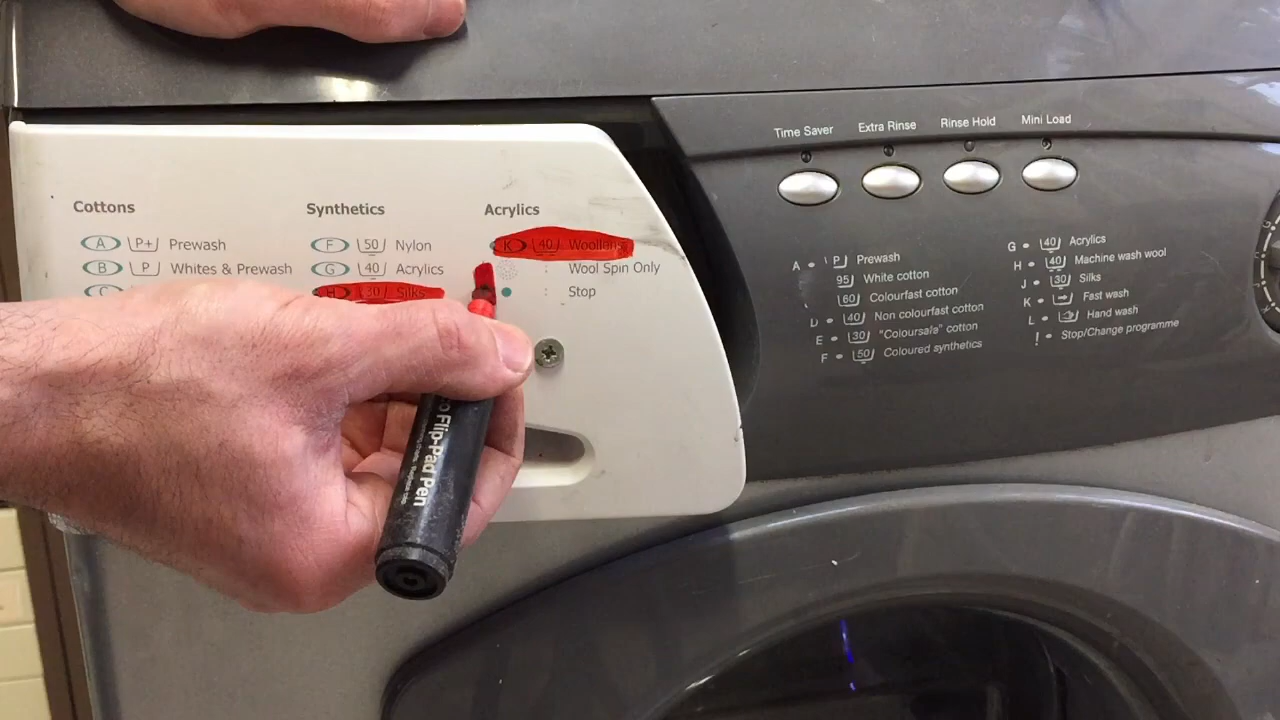 Cottons
A P+ Prewash
B P Whites & Prewash
C
Synthetics
F 50 Nylon
G 40 Acrylics
H 30 Silks
Acrylics
K 40 Woollens
Wool Spin Only
Stop
Flip-Pad Pen
Time Saver
Extra Rinse
Rinse Hold
Mini Load
A P Prewash
95 White cotton
60 Colourfast cotton
D 40 Non colourfast cotton
E 30 "Coloursafe" cotton
F 50 Coloured synthetics
G 40 Acrylics
H 40 Machine wash wool
J 30 Silks
K Fast wash
L Hand wash
! Stop/Change programme